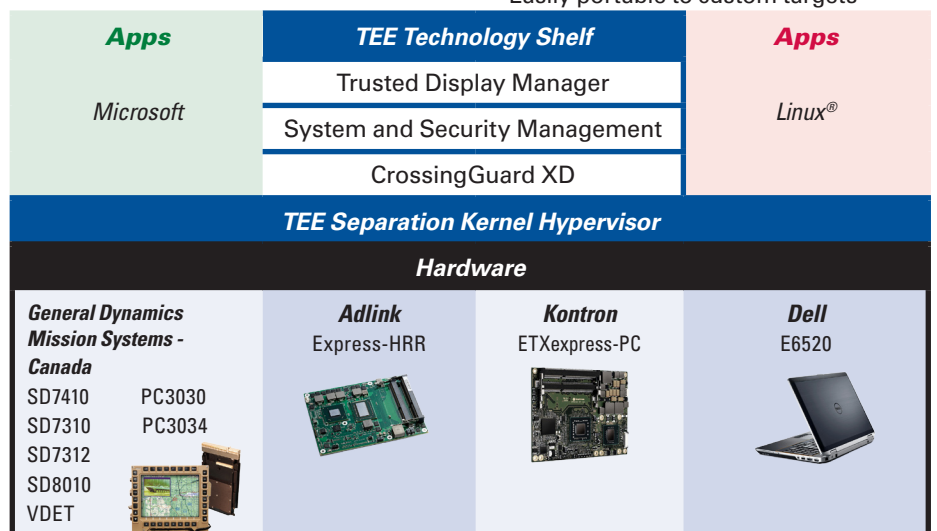 Easily portable to custom targets
Apps
Microsoft
TEE Technology Shelf
Trusted Display Manager
System and Security Management
CrossingGuard XD
Apps
Linux®
TEE Separation Kernel Hypervisor
Hardware
General Dynamics
Mission Systems -
Canada
SD7410 PC3030
SD7310 PC3034
SD7312
SD8010
VDET
Adlink
Express-HRR
Kontron
ETXexpress-PC
Dell
E6520